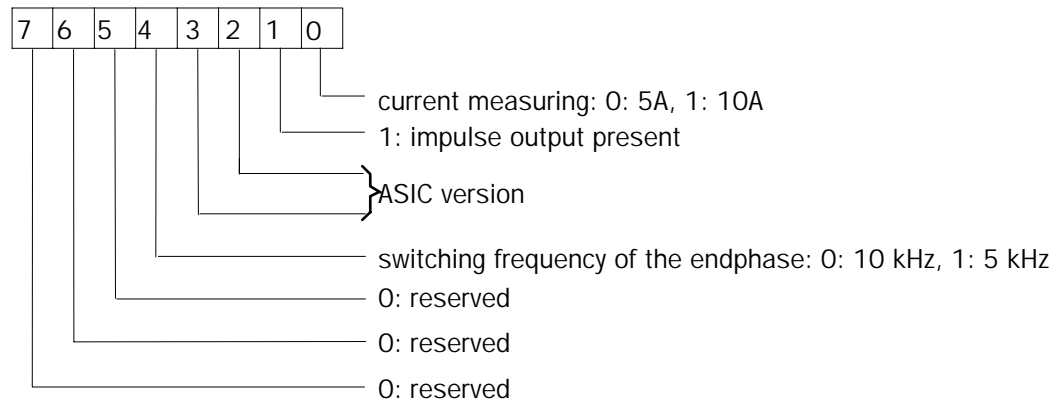 7 6 5 4 3 2 1 0
current measuring: 0: 5A, 1: 10A
1: impulse output present
ASIC version
switching frequency of the endphase: 0: 10 kHz, 1: 5 kHz
0: reserved
0: reserved
0: reserved